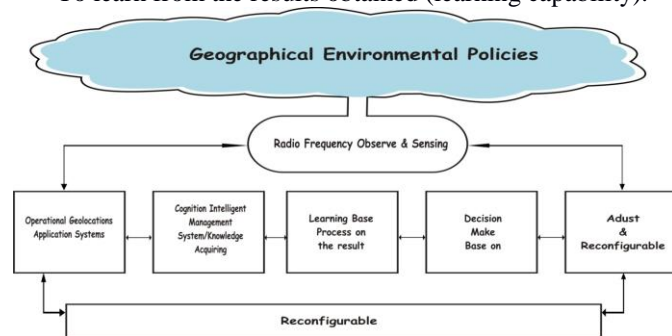 To learn from the results obtained (learning capability).
Geographical Environmental Policies
Radio Frequency Observe & Sensing
Operational Geolocations
Application Systems
Cognition Intelligent
Management
System/Knowledge
Acquiring
Learning Base
Process on
the result
Decision
Make
Base on
Adust
&
Reconfigurable
Reconfigurable